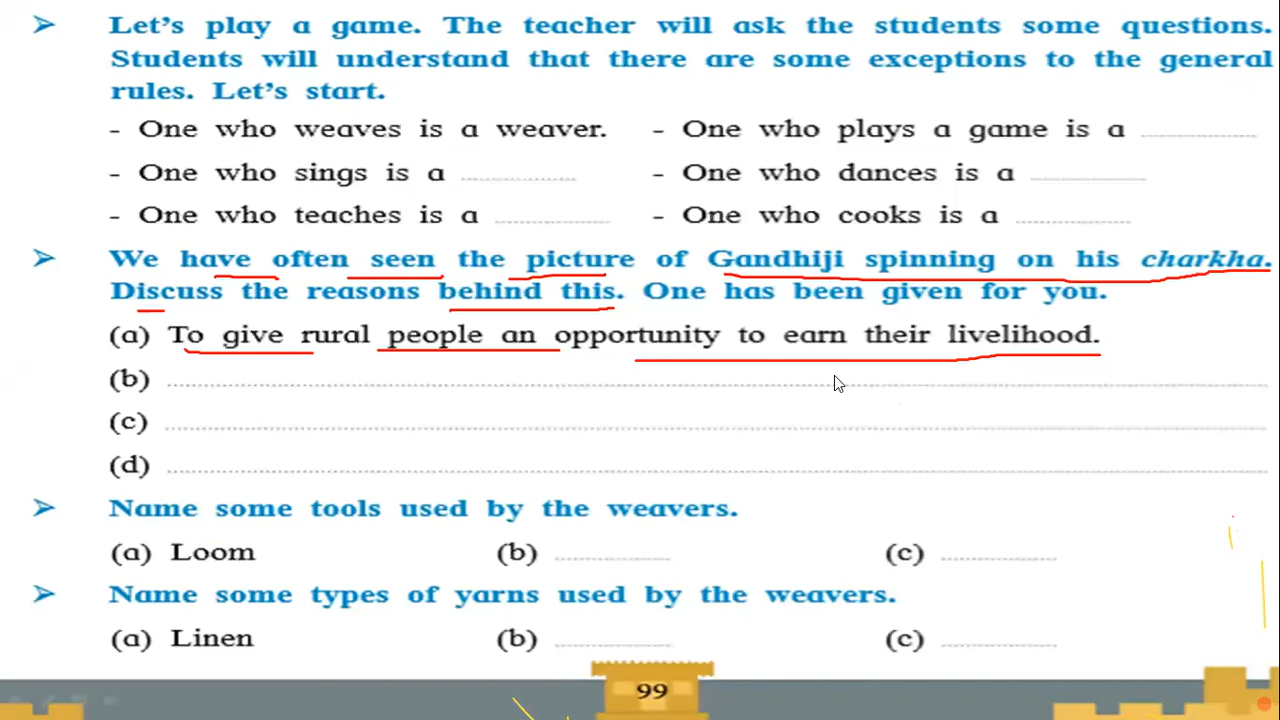 ➢ Let's play a game. The teacher will ask the students some questions.
Students will understand that there are some exceptions to the general
rules. Let's start.
- One who weaves is a weaver. - One who plays a game is a ....................
- One who sings is a .................... - One who dances is a ....................
- One who teaches is a .................... - One who cooks is a ....................
➢ We have often seen the picture of Gandhiji spinning on his charkha.
Discuss the reasons behind this. One has been given for you.
(a) To give rural people an opportunity to earn their livelihood.
(b) ....................
(c) ....................
(d) ....................
➢ Name some tools used by the weavers.
(a) Loom (b) .................... (c) ....................
➢ Name some types of yarns used by the weavers.
(a) Linen (b) .................... (c) ....................
99